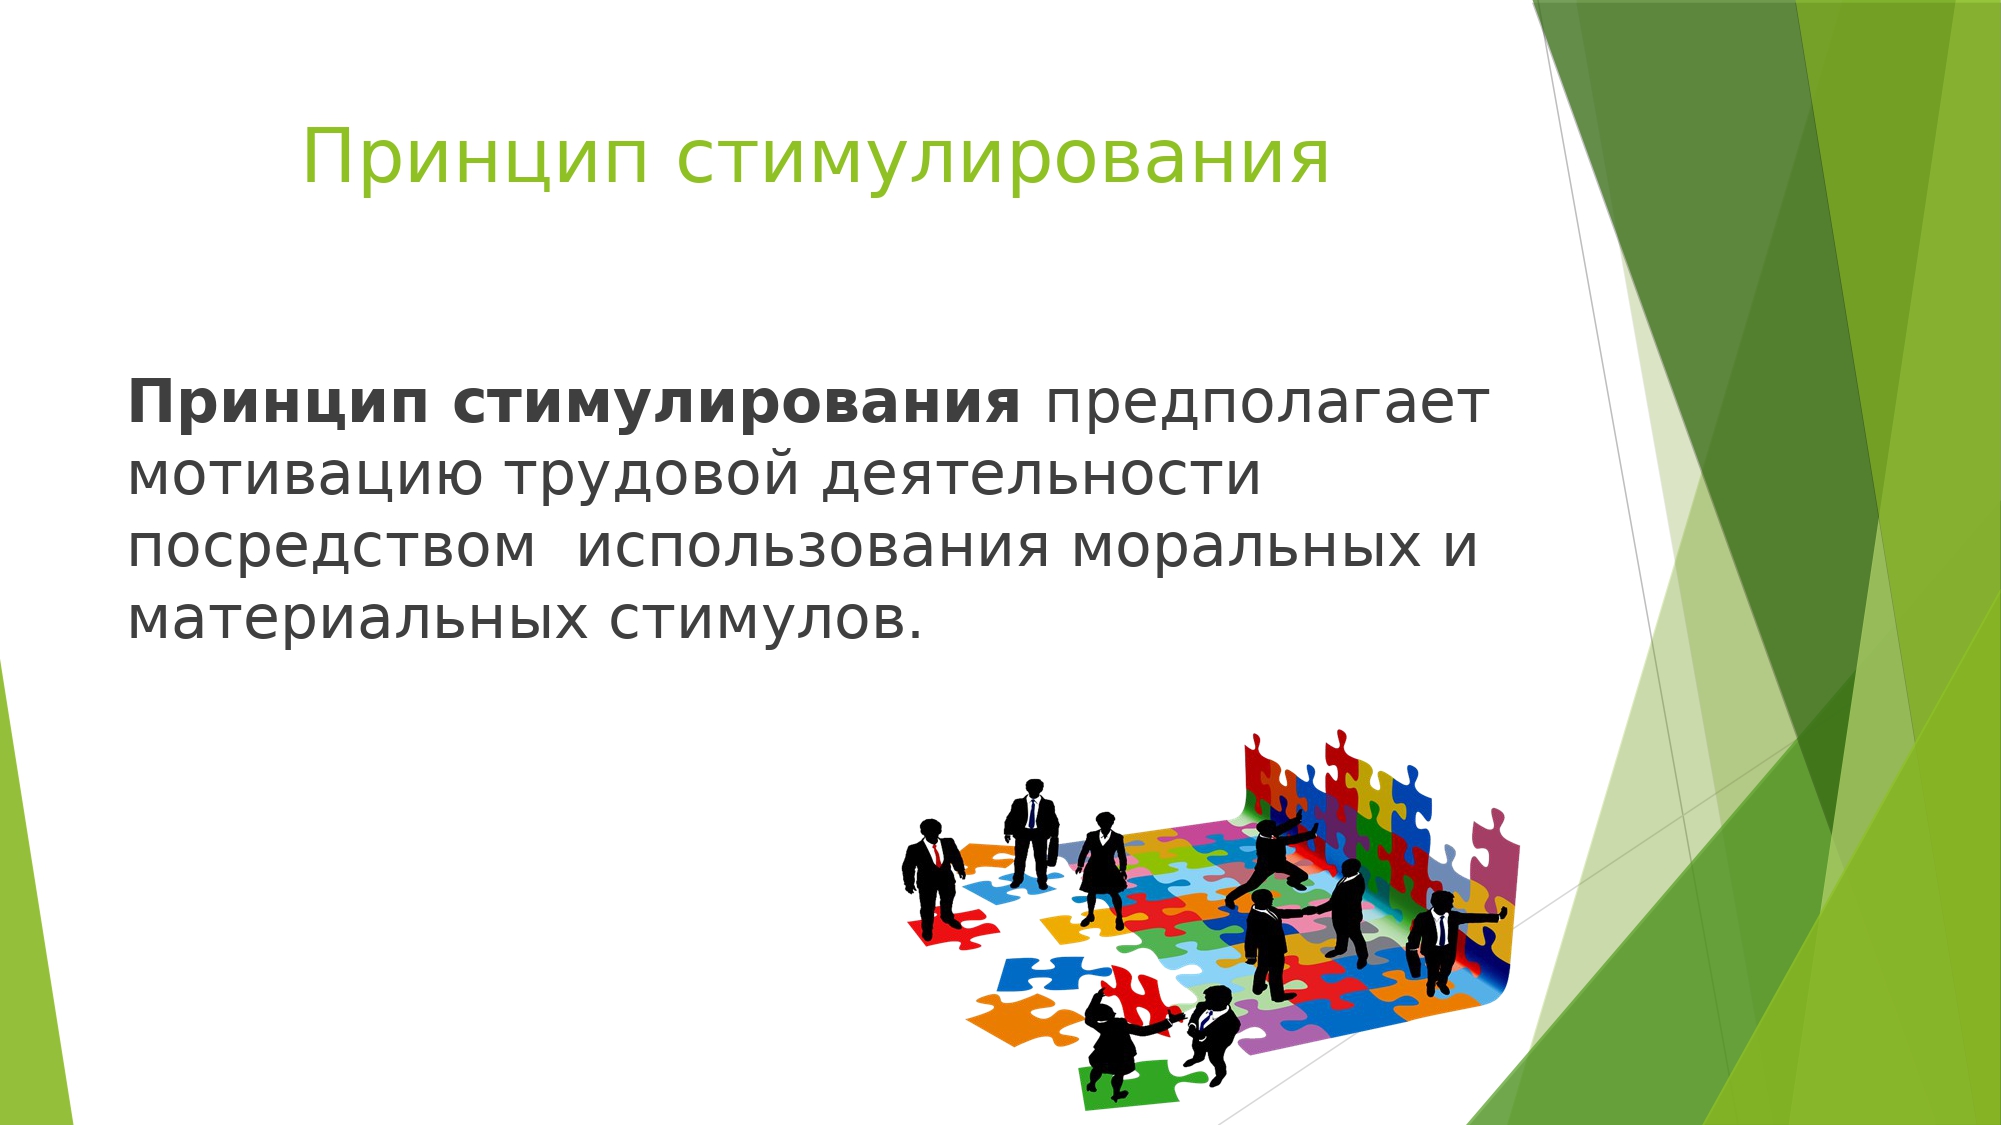 Принцип стимулирования
Принцип стимулирования предполагает
мотивацию трудовой деятельности
посредством  использования моральных и
материальных стимулов.